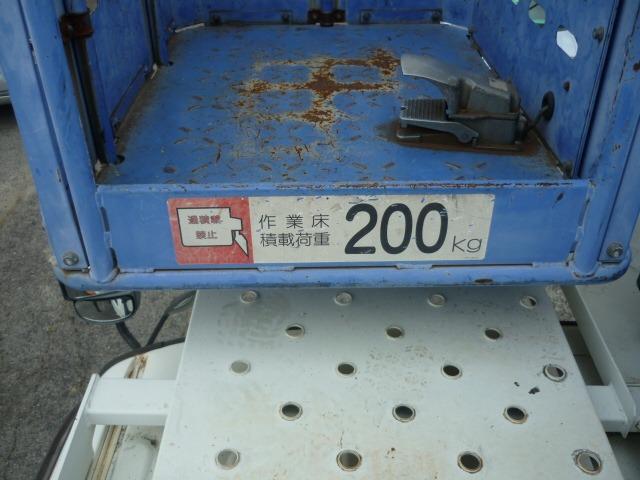 過積載
禁止
作業床
積載荷重
200kg